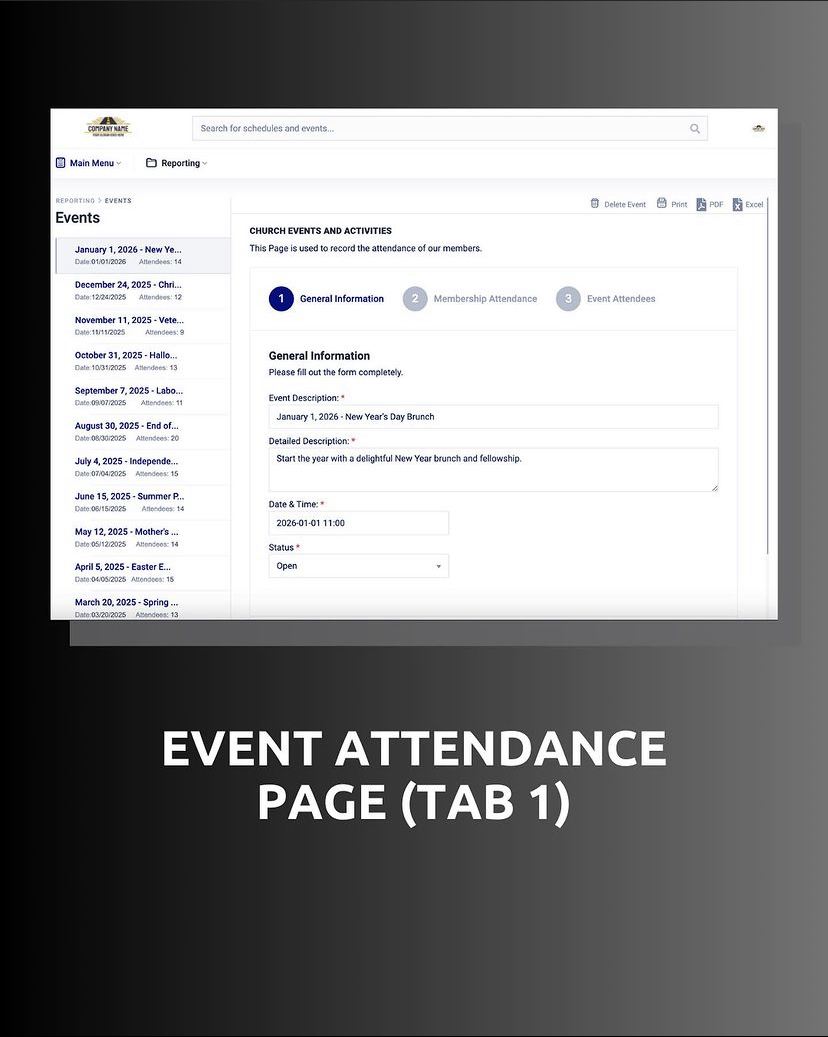 COMPANY NAME
Search for schedules and events...
Main Menu
Reporting
REPORTING > EVENTS
Events
January 1, 2026 - New Ye...
Date:01/01/2026 Attendees: 14
December 24, 2025 - Chri...
Date:12/24/2025 Attendees: 12
November 11, 2025 - Vete...
Date:11/11/2025 Attendees: 9
October 31, 2025 - Hallo...
Date:10/31/2025 Attendees: 13
September 7, 2025 - Labo...
Date:09/07/2025 Attendees: 11
August 30, 2025 - End of...
Date:08/30/2025 Attendees: 20
July 4, 2025 - Independe...
Date:07/04/2025 Attendees: 15
June 15, 2025 - Summer P...
Date:06/15/2025 Attendees: 14
May 12, 2025 - Mother's ...
Date:05/12/2025 Attendees: 14
April 5, 2025 - Easter E...
Date:04/05/2025 Attendees: 15
March 20, 2025 - Spring ...
Date:03/20/2025 Attendees: 13
Delete Event Print PDF Excel
CHURCH EVENTS AND ACTIVITIES
This Page is used to record the attendance of our members.
1 General Information 2 Membership Attendance 3 Event Attendees
General Information
Please fill out the form completely.
Event Description: *
January 1, 2026 - New Year's Day Brunch
Detailed Description: *
Start the year with a delightful New Year brunch and fellowship.
Date & Time: *
2026-01-01 11:00
Status *
Open
EVENT ATTENDANCE
PAGE (TAB 1)